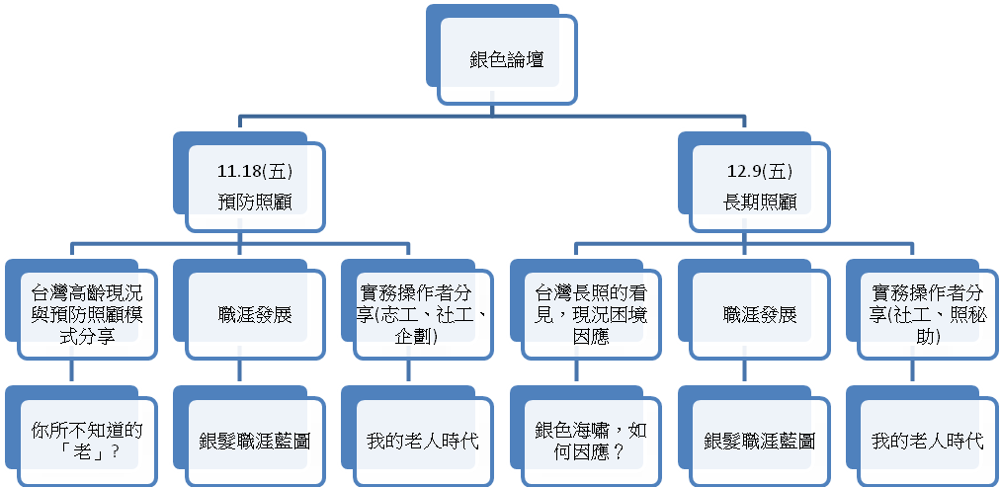 銀色論壇
11.18(五)
預防照顧
12.9(五)
長期照顧
台灣高齡現況
與預防照顧模
式分享
職涯發展
實務操作者分
享(志工、社工、
企劃)
台灣長照的看
見，現況困境
因應
職涯發展
實務操作者分
享(社工、照秘
助)
你所不知道的
「老」?
銀髮職涯藍圖
我的老人時代
銀色海嘯，如
何因應？
銀髮職涯藍圖
我的老人時代